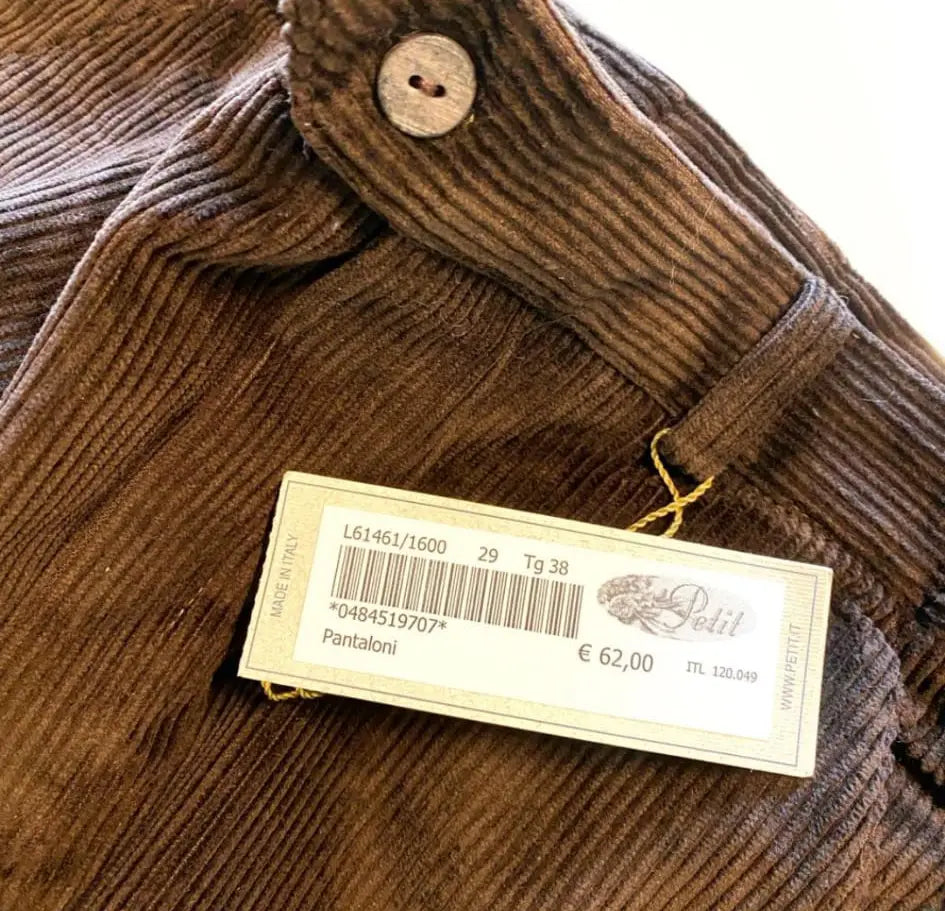 MADE IN ITALY
L61461/1600 29 Tg 38
*0484519707*
Pantaloni
Petit
€ 62,00 ITL 120.049
WWW.PETIT.IT